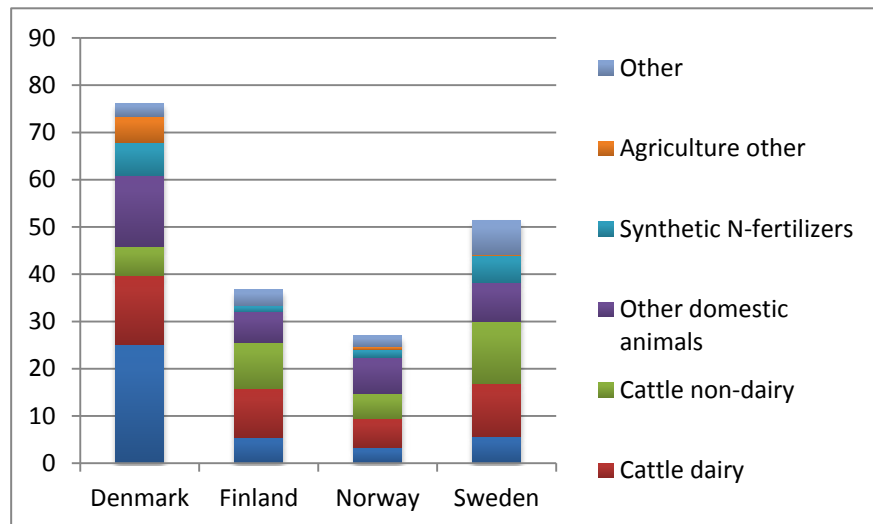 90
80
70
60
50
40
30
20
10
0
Denmark Finland Norway Sweden
Other
Agriculture other
Synthetic N-fertilizers
Other domestic
animals
Cattle non-dairy
Cattle dairy